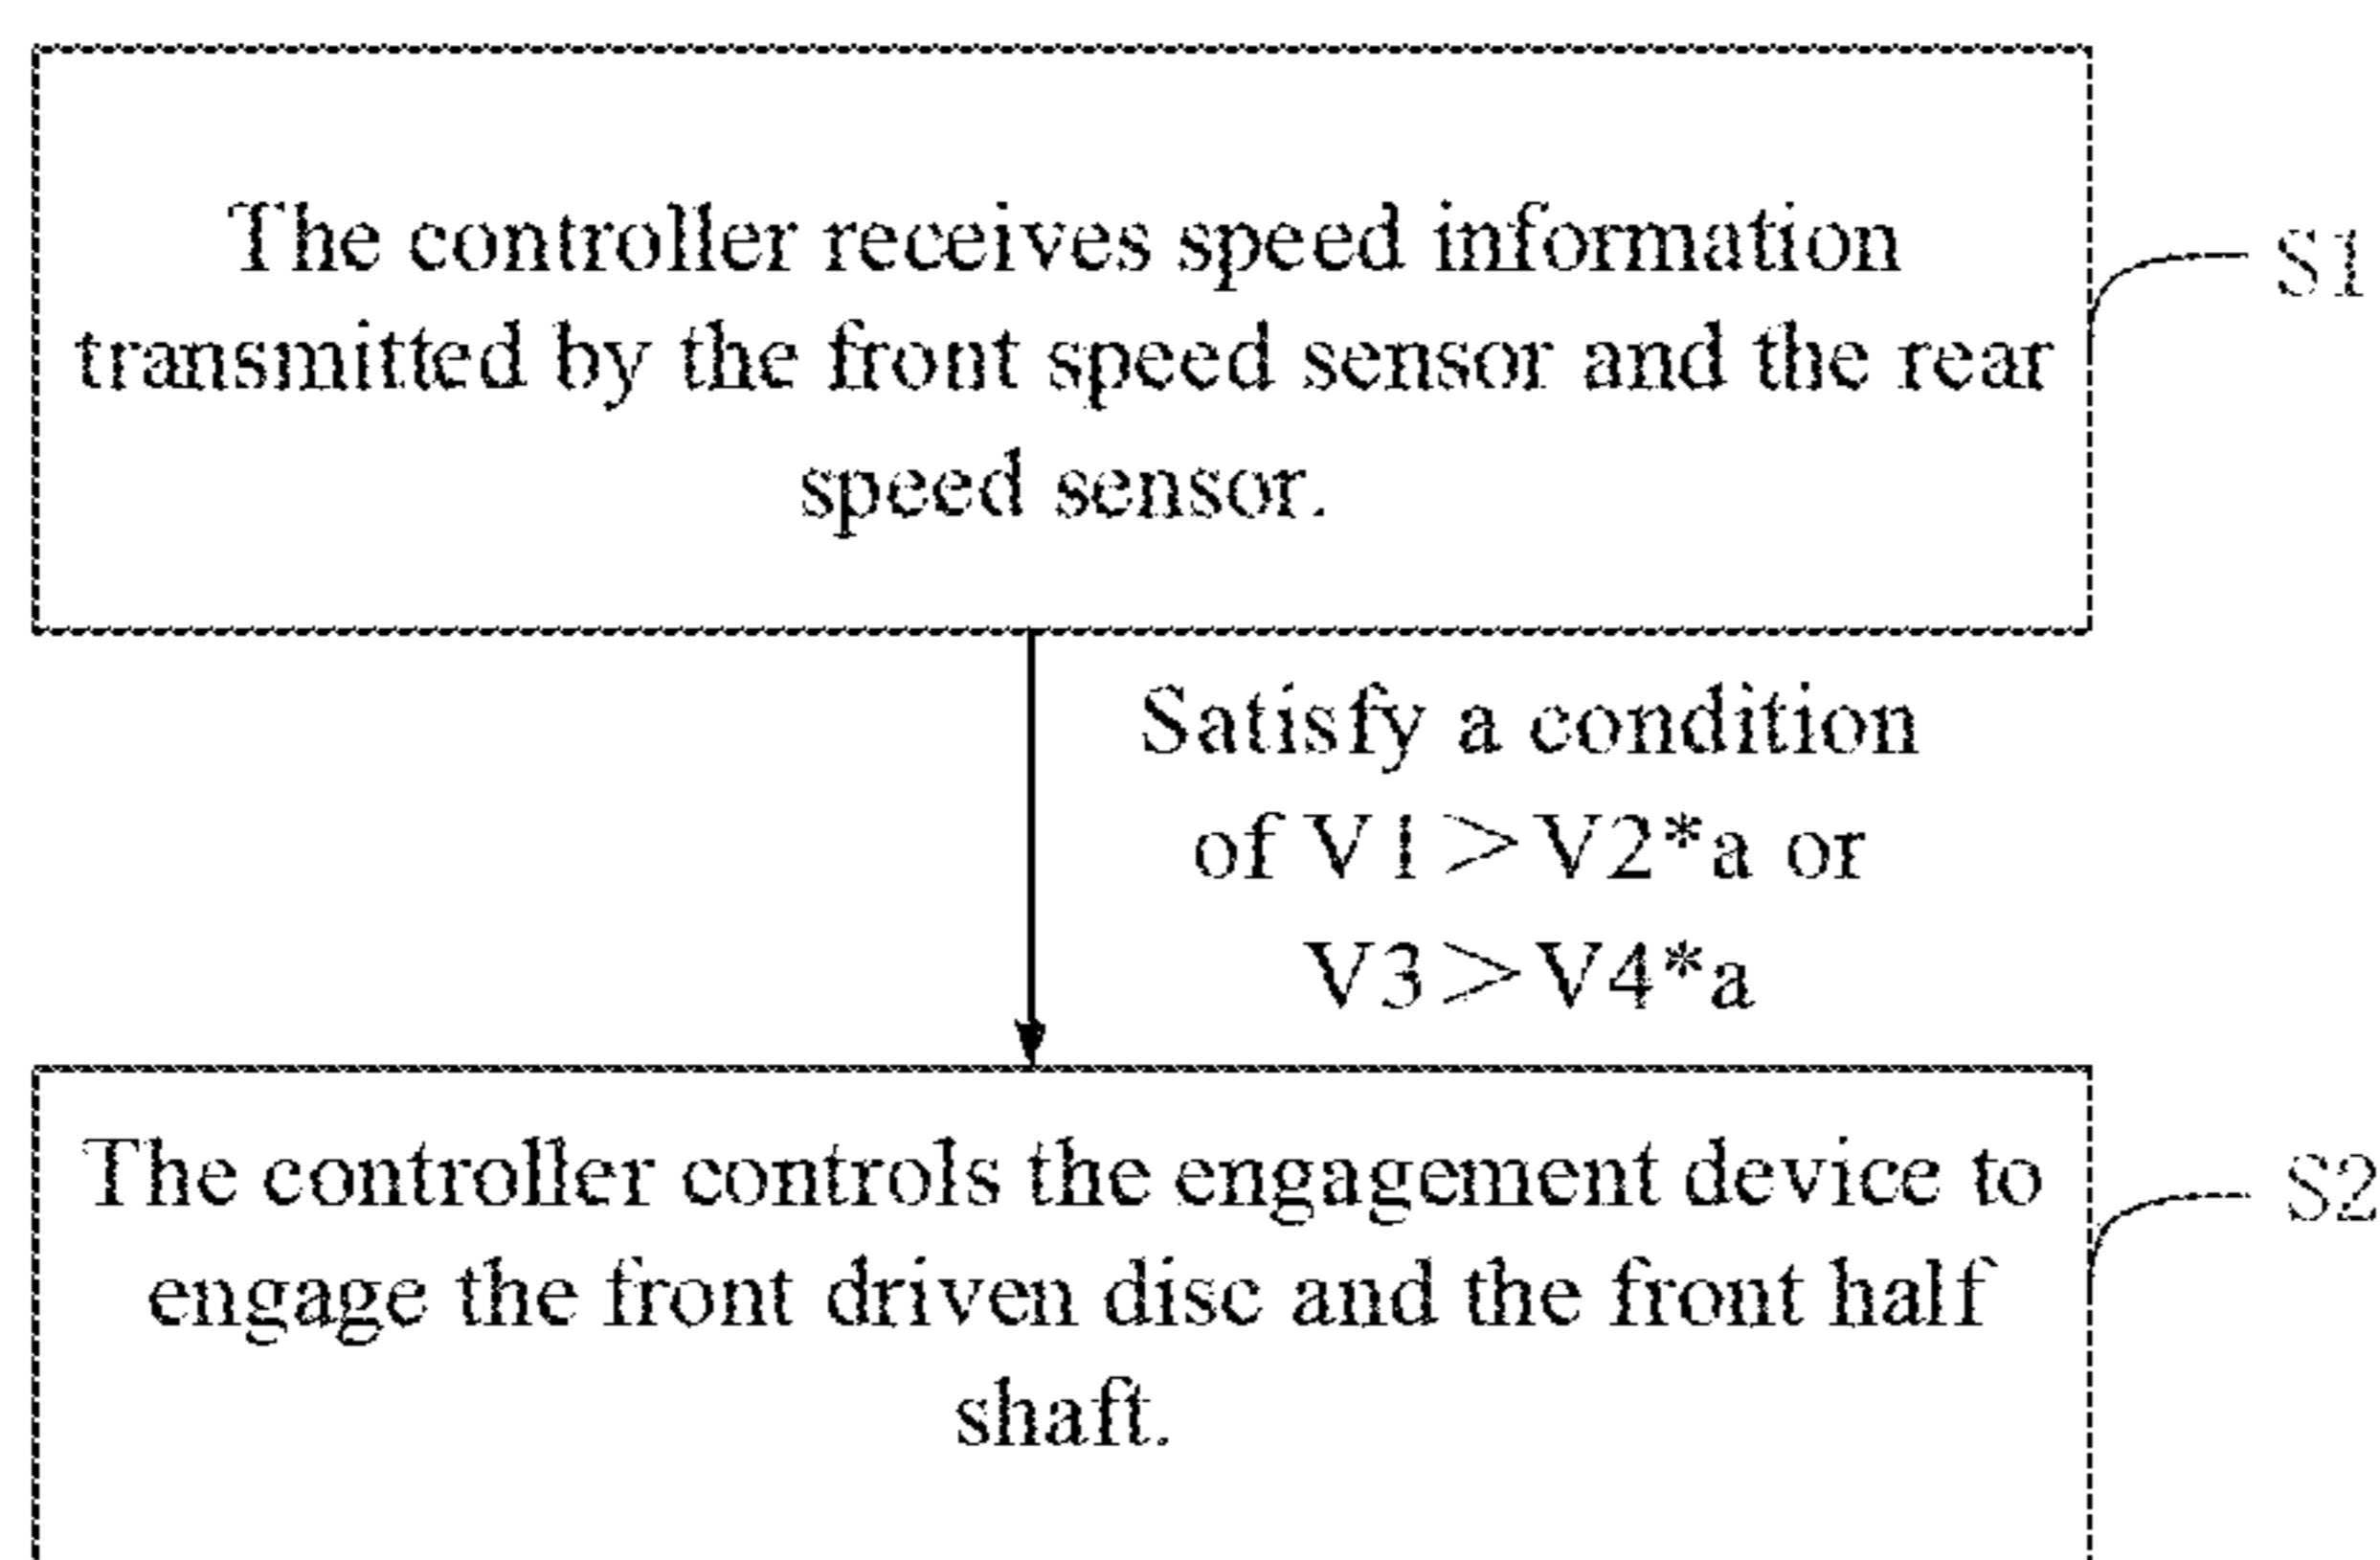 The controller receives speed information
transmitted by the front speed sensor and the rear
speed sensor.
S1
Satisfy a condition
of V1>V2*a or
V3>V4*a
The controller controls the engagement device to
engage the front driven disc and the front half
shaft.
S2